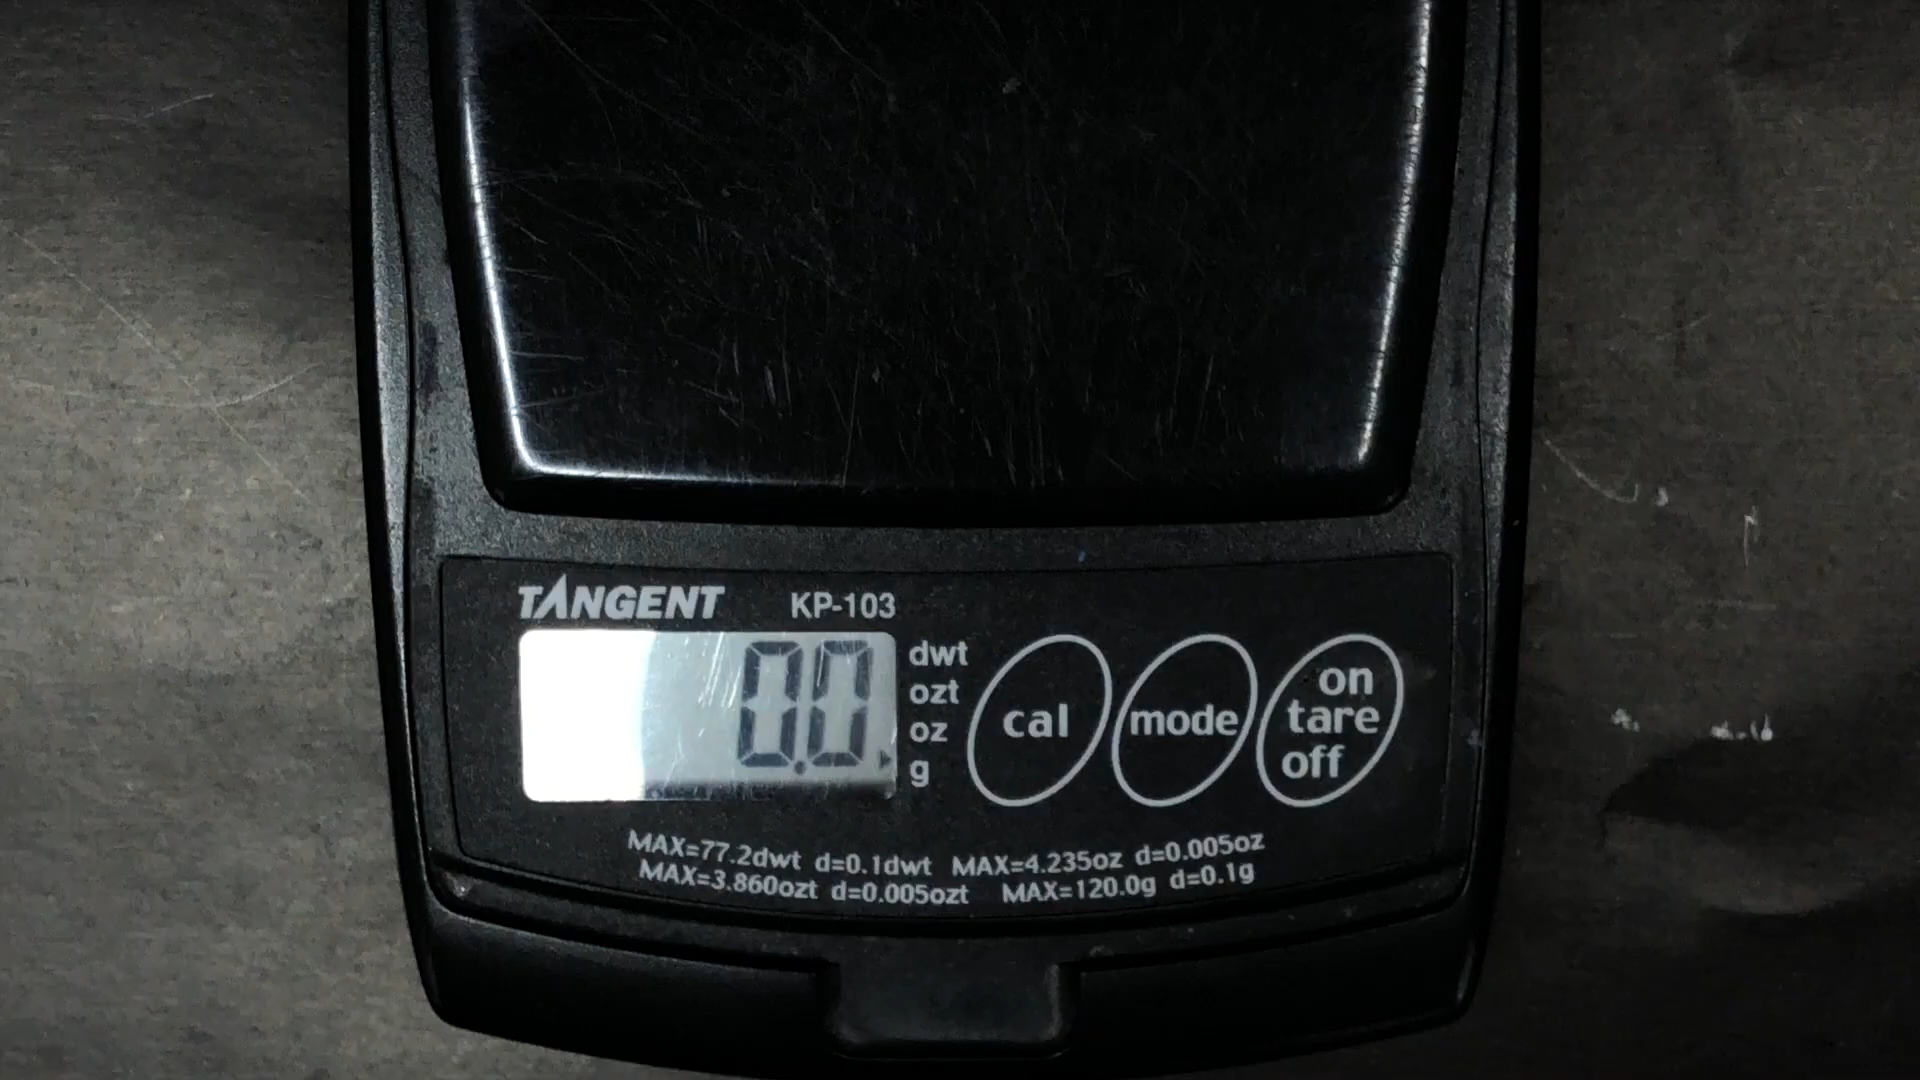 TANGENT KP-103
0.0
dwt
ozt
oz
g
cal
mode
on
tare
off
MAX=77.2dwt d=0.1dwt MAX=4.235oz d=0.005oz
MAX=3.860ozt d=0.005ozt MAX=120.0g d=0.1g